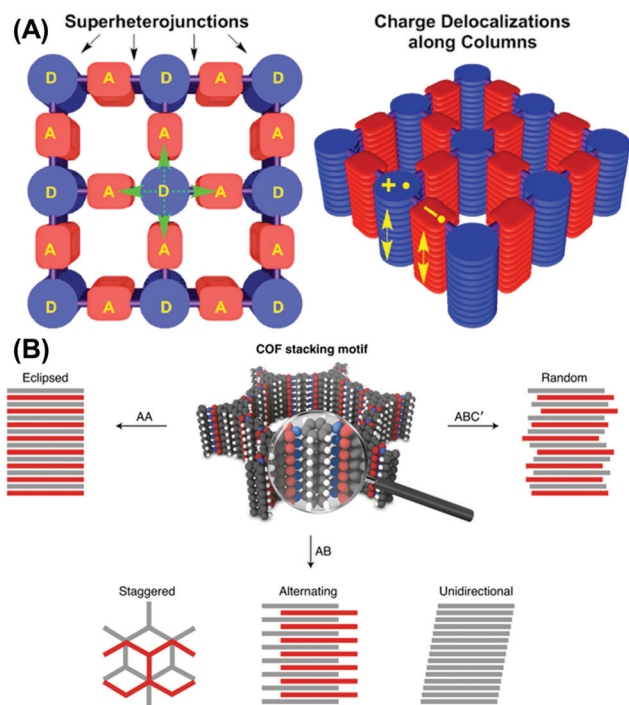 (A)
Superheterojunctions
Charge Delocalizations
along Columns
D A D A D
A A A
D A D A D
A A A
D A D A D
+ •
− •
(B)
COF stacking motif
Eclipsed
Random
AA
ABC′
AB
Staggered
Alternating
Unidirectional